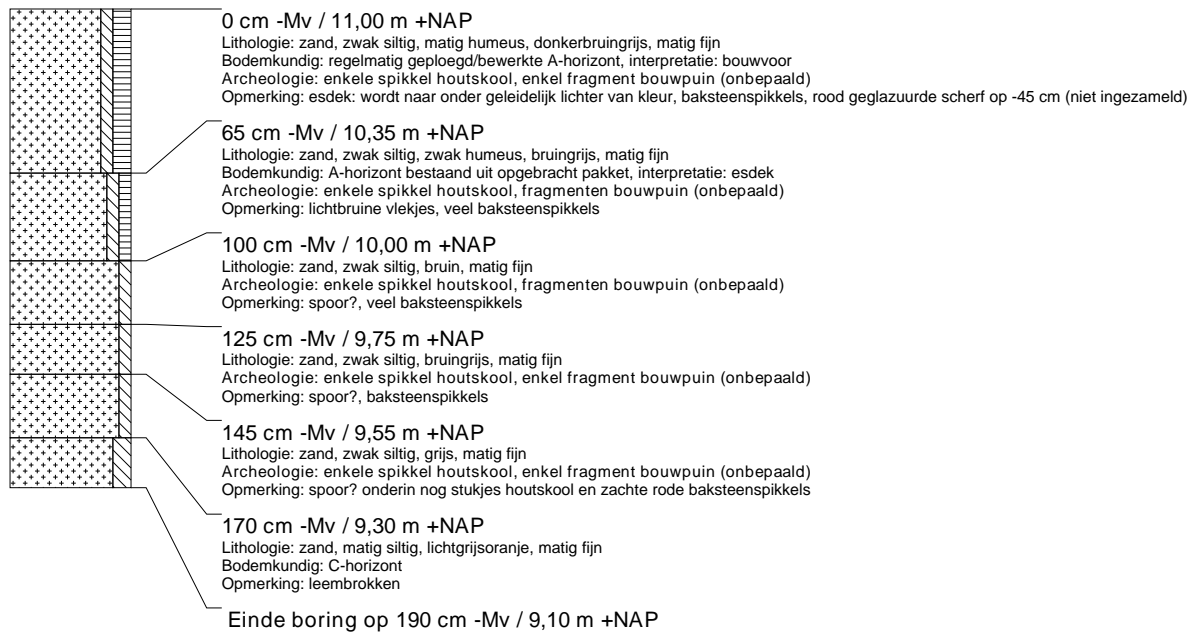 0 cm -Mv / 11,00 m +NAP
Lithologie: zand, zwak siltig, matig humeus, donkerbruingrijs, matig fijn
Bodemkundig: regelmatig geploegd/bewerkte A-horizont, interpretatie: bouwvoor
Archeologie: enkele spikkel houtskool, enkel fragment bouwpuin (onbepaald)
Opmerking: esdek: wordt naar onder geleidelijk lichter van kleur, baksteenspikkels, rood geglazuurde scherf op -45 cm (niet ingezameld)
65 cm -Mv / 10,35 m +NAP
Lithologie: zand, zwak siltig, zwak humeus, bruingrijs, matig fijn
Bodemkundig: A-horizont bestaand uit opgebracht pakket, interpretatie: esdek
Archeologie: enkele spikkel houtskool, fragmenten bouwpuin (onbepaald)
Opmerking: lichtbruine vlekjes, veel baksteenspikkels
100 cm -Mv / 10,00 m +NAP
Lithologie: zand, zwak siltig, bruin, matig fijn
Archeologie: enkele spikkel houtskool, fragmenten bouwpuin (onbepaald)
Opmerking: spoor?, veel baksteenspikkels
125 cm -Mv / 9,75 m +NAP
Lithologie: zand, zwak siltig, bruingrijs, matig fijn
Archeologie: enkele spikkel houtskool, enkel fragment bouwpuin (onbepaald)
Opmerking: spoor?, baksteenspikkels
145 cm -Mv / 9,55 m +NAP
Lithologie: zand, zwak siltig, grijs, matig fijn
Archeologie: enkele spikkel houtskool, enkel fragment bouwpuin (onbepaald)
Opmerking: spoor? onderin nog stukjes houtskool en zachte rode baksteenspikkels
170 cm -Mv / 9,30 m +NAP
Lithologie: zand, matig siltig, lichtgrijsoranje, matig fijn
Bodemkundig: C-horizont
Opmerking: leembrokken
Einde boring op 190 cm -Mv / 9,10 m +NAP